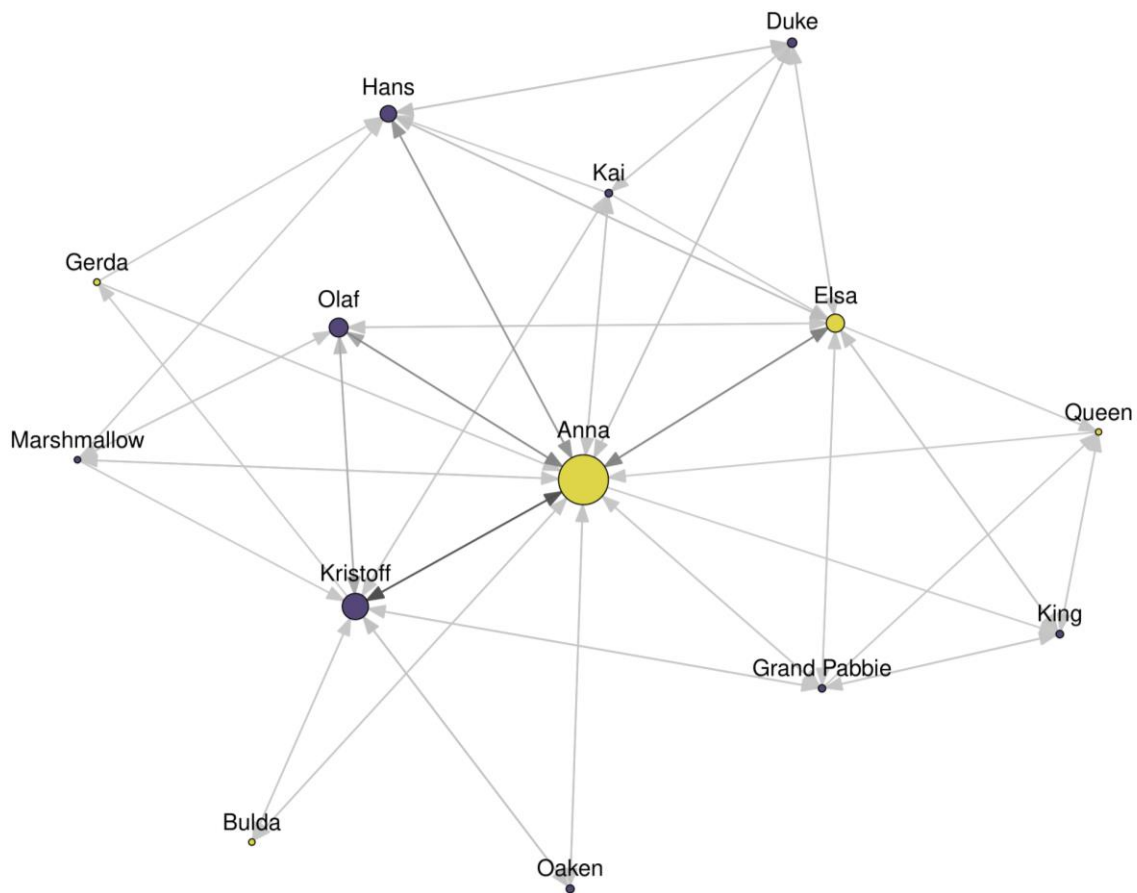 Duke
Hans
Kai
Gerda
Olaf
Elsa
Queen
Anna
Marshmallow
Kristoff
King
Grand Pabbie
Bulda
Oaken